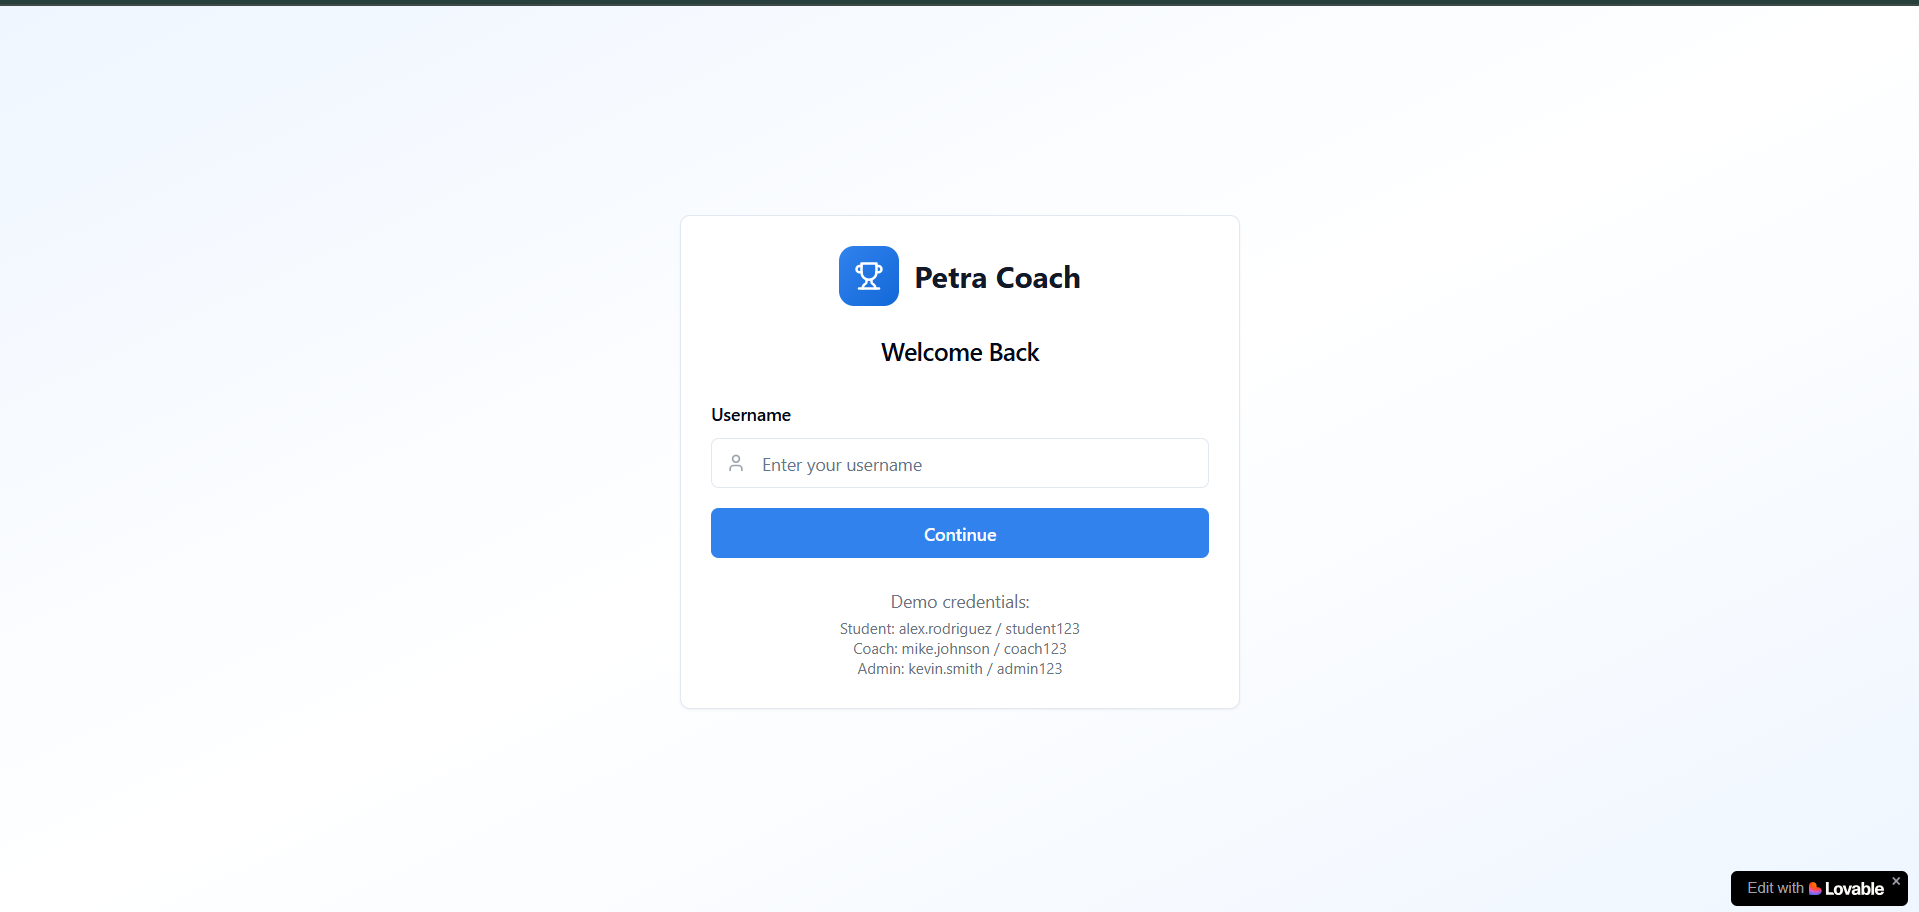 Petra Coach
Welcome Back
Username
Enter your username
Continue
Demo credentials:
Student: alex.rodriguez / student123
Coach: mike.johnson / coach123
Admin: kevin.smith / admin123
Edit with Lovable ×